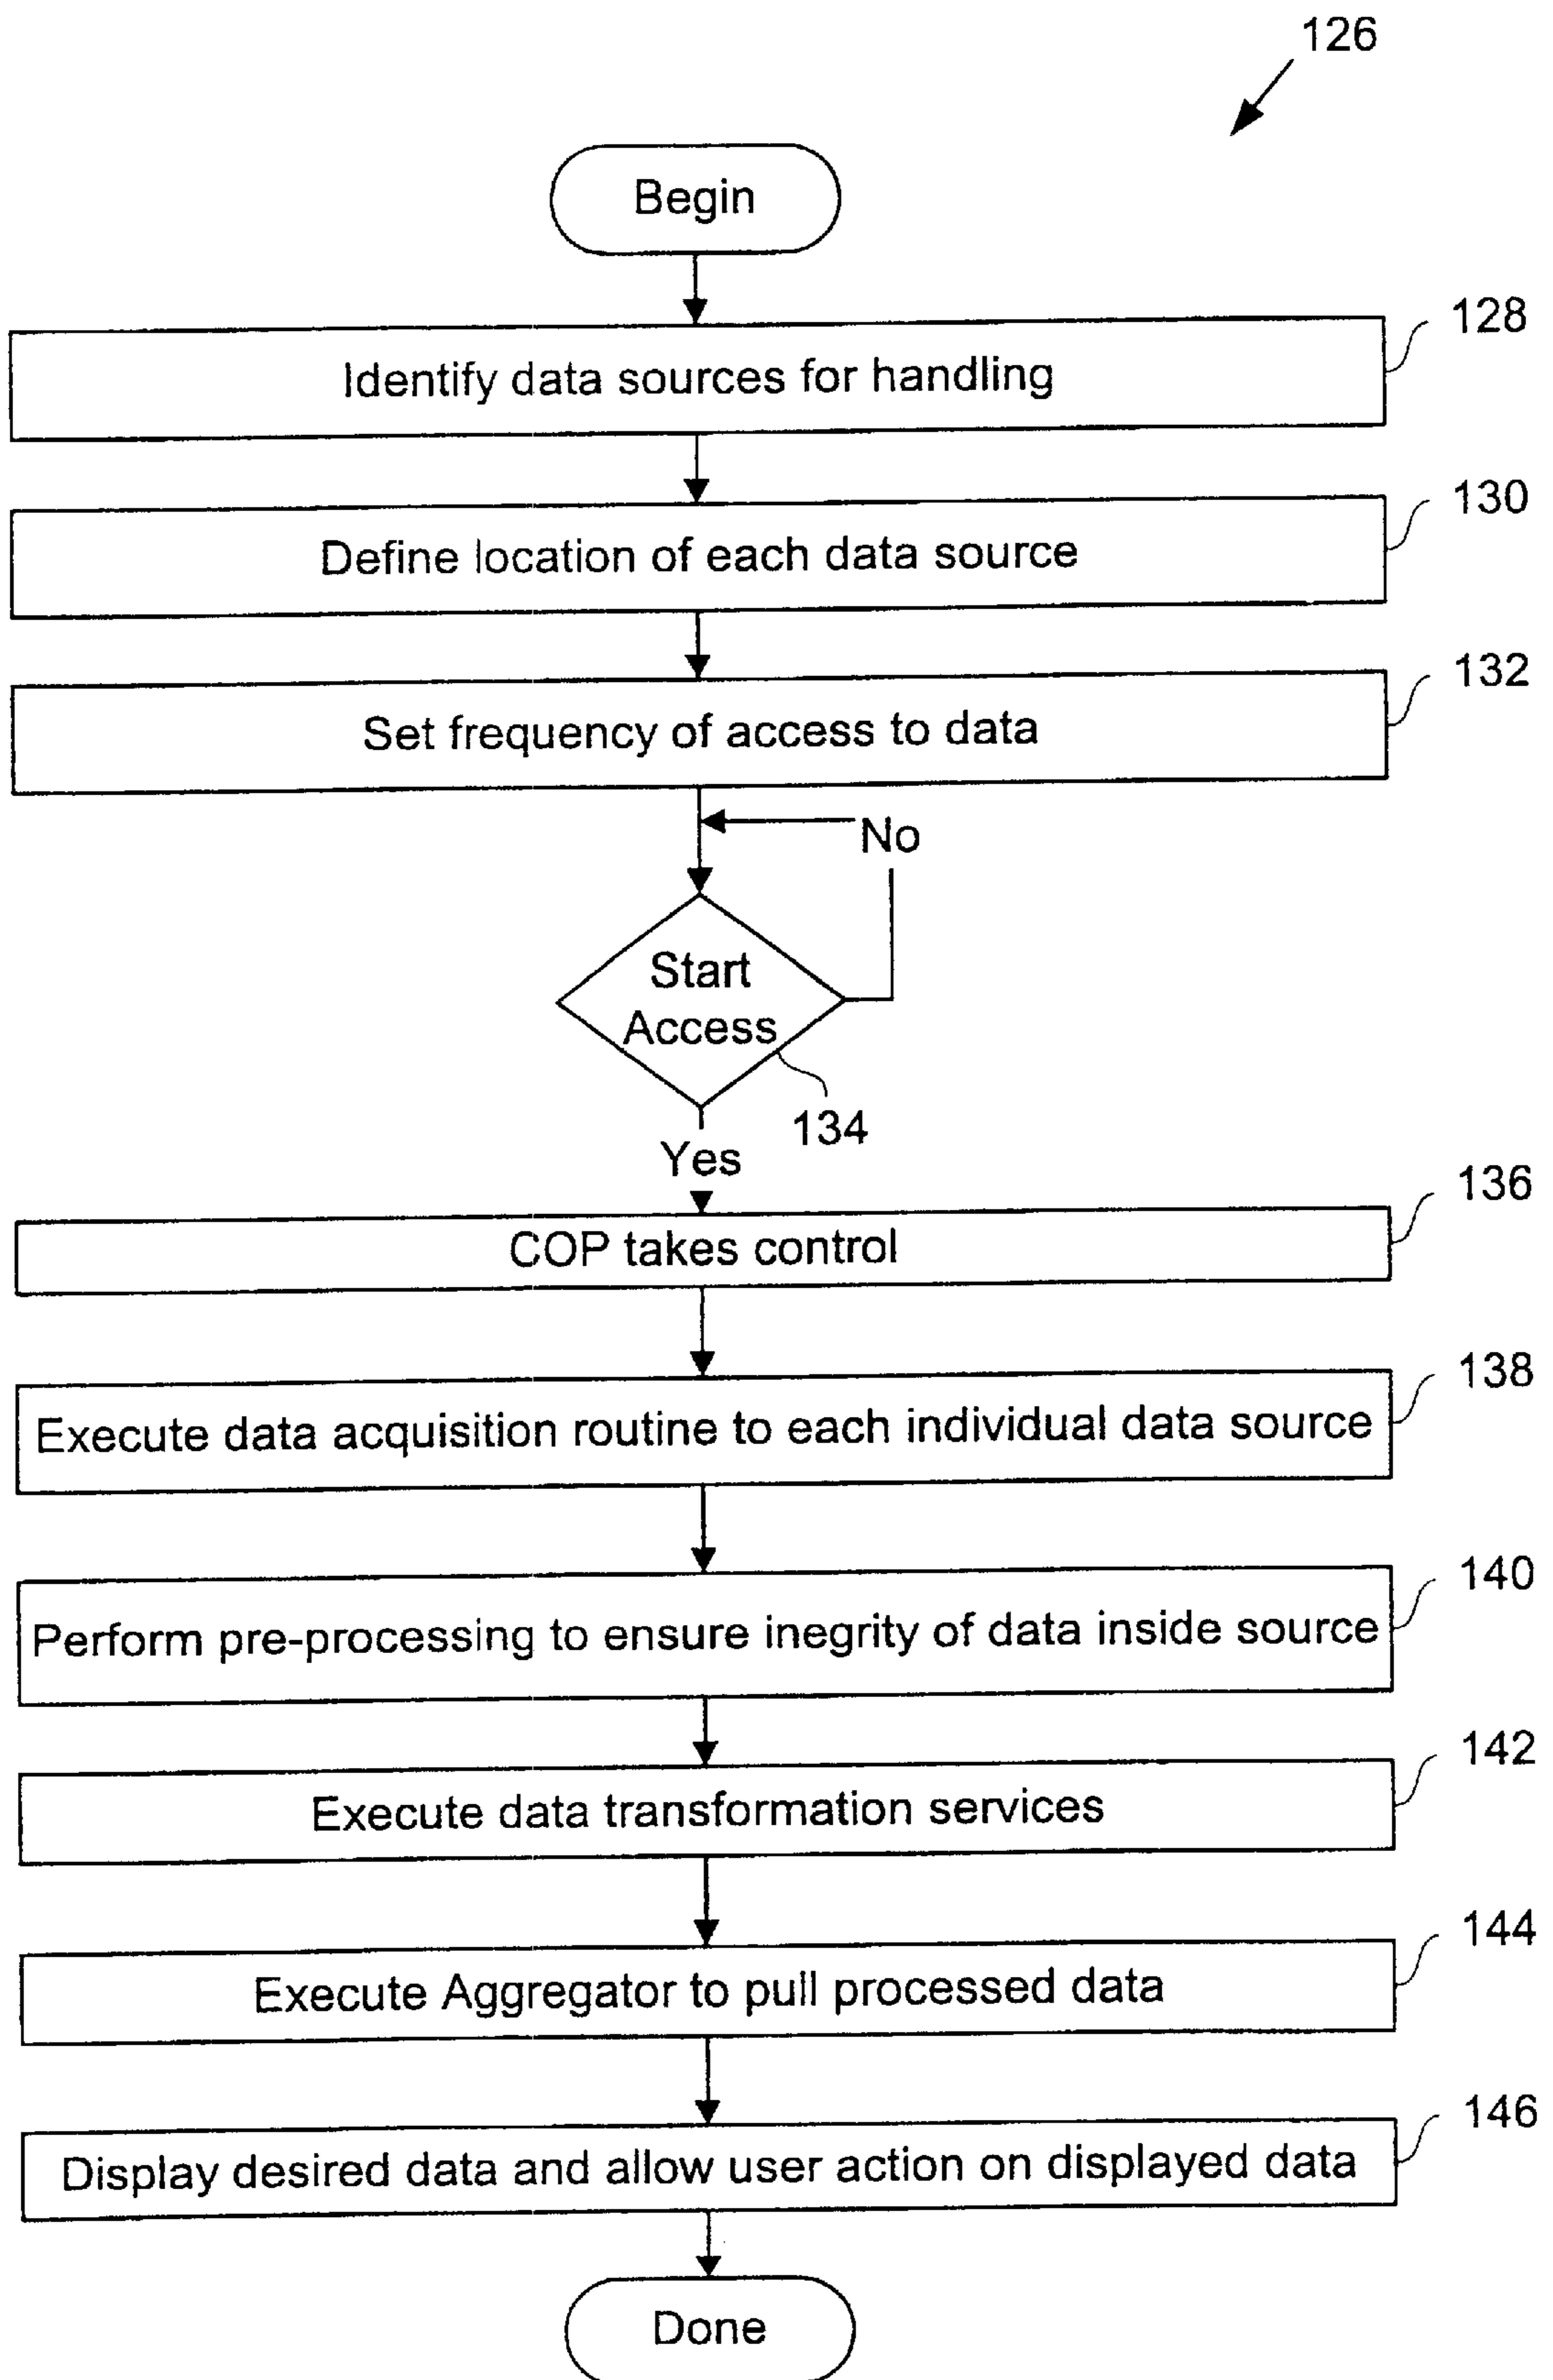 126
Begin
128
Identify data sources for handling
130
Define location of each data source
132
Set frequency of access to data
No
Start
Access
134
Yes
136
COP takes control
138
Execute data acquisition routine to each individual data source
140
Perform pre-processing to ensure inegrity of data inside source
142
Execute data transformation services
144
Execute Aggregator to pull processed data
146
Display desired data and allow user action on displayed data
Done